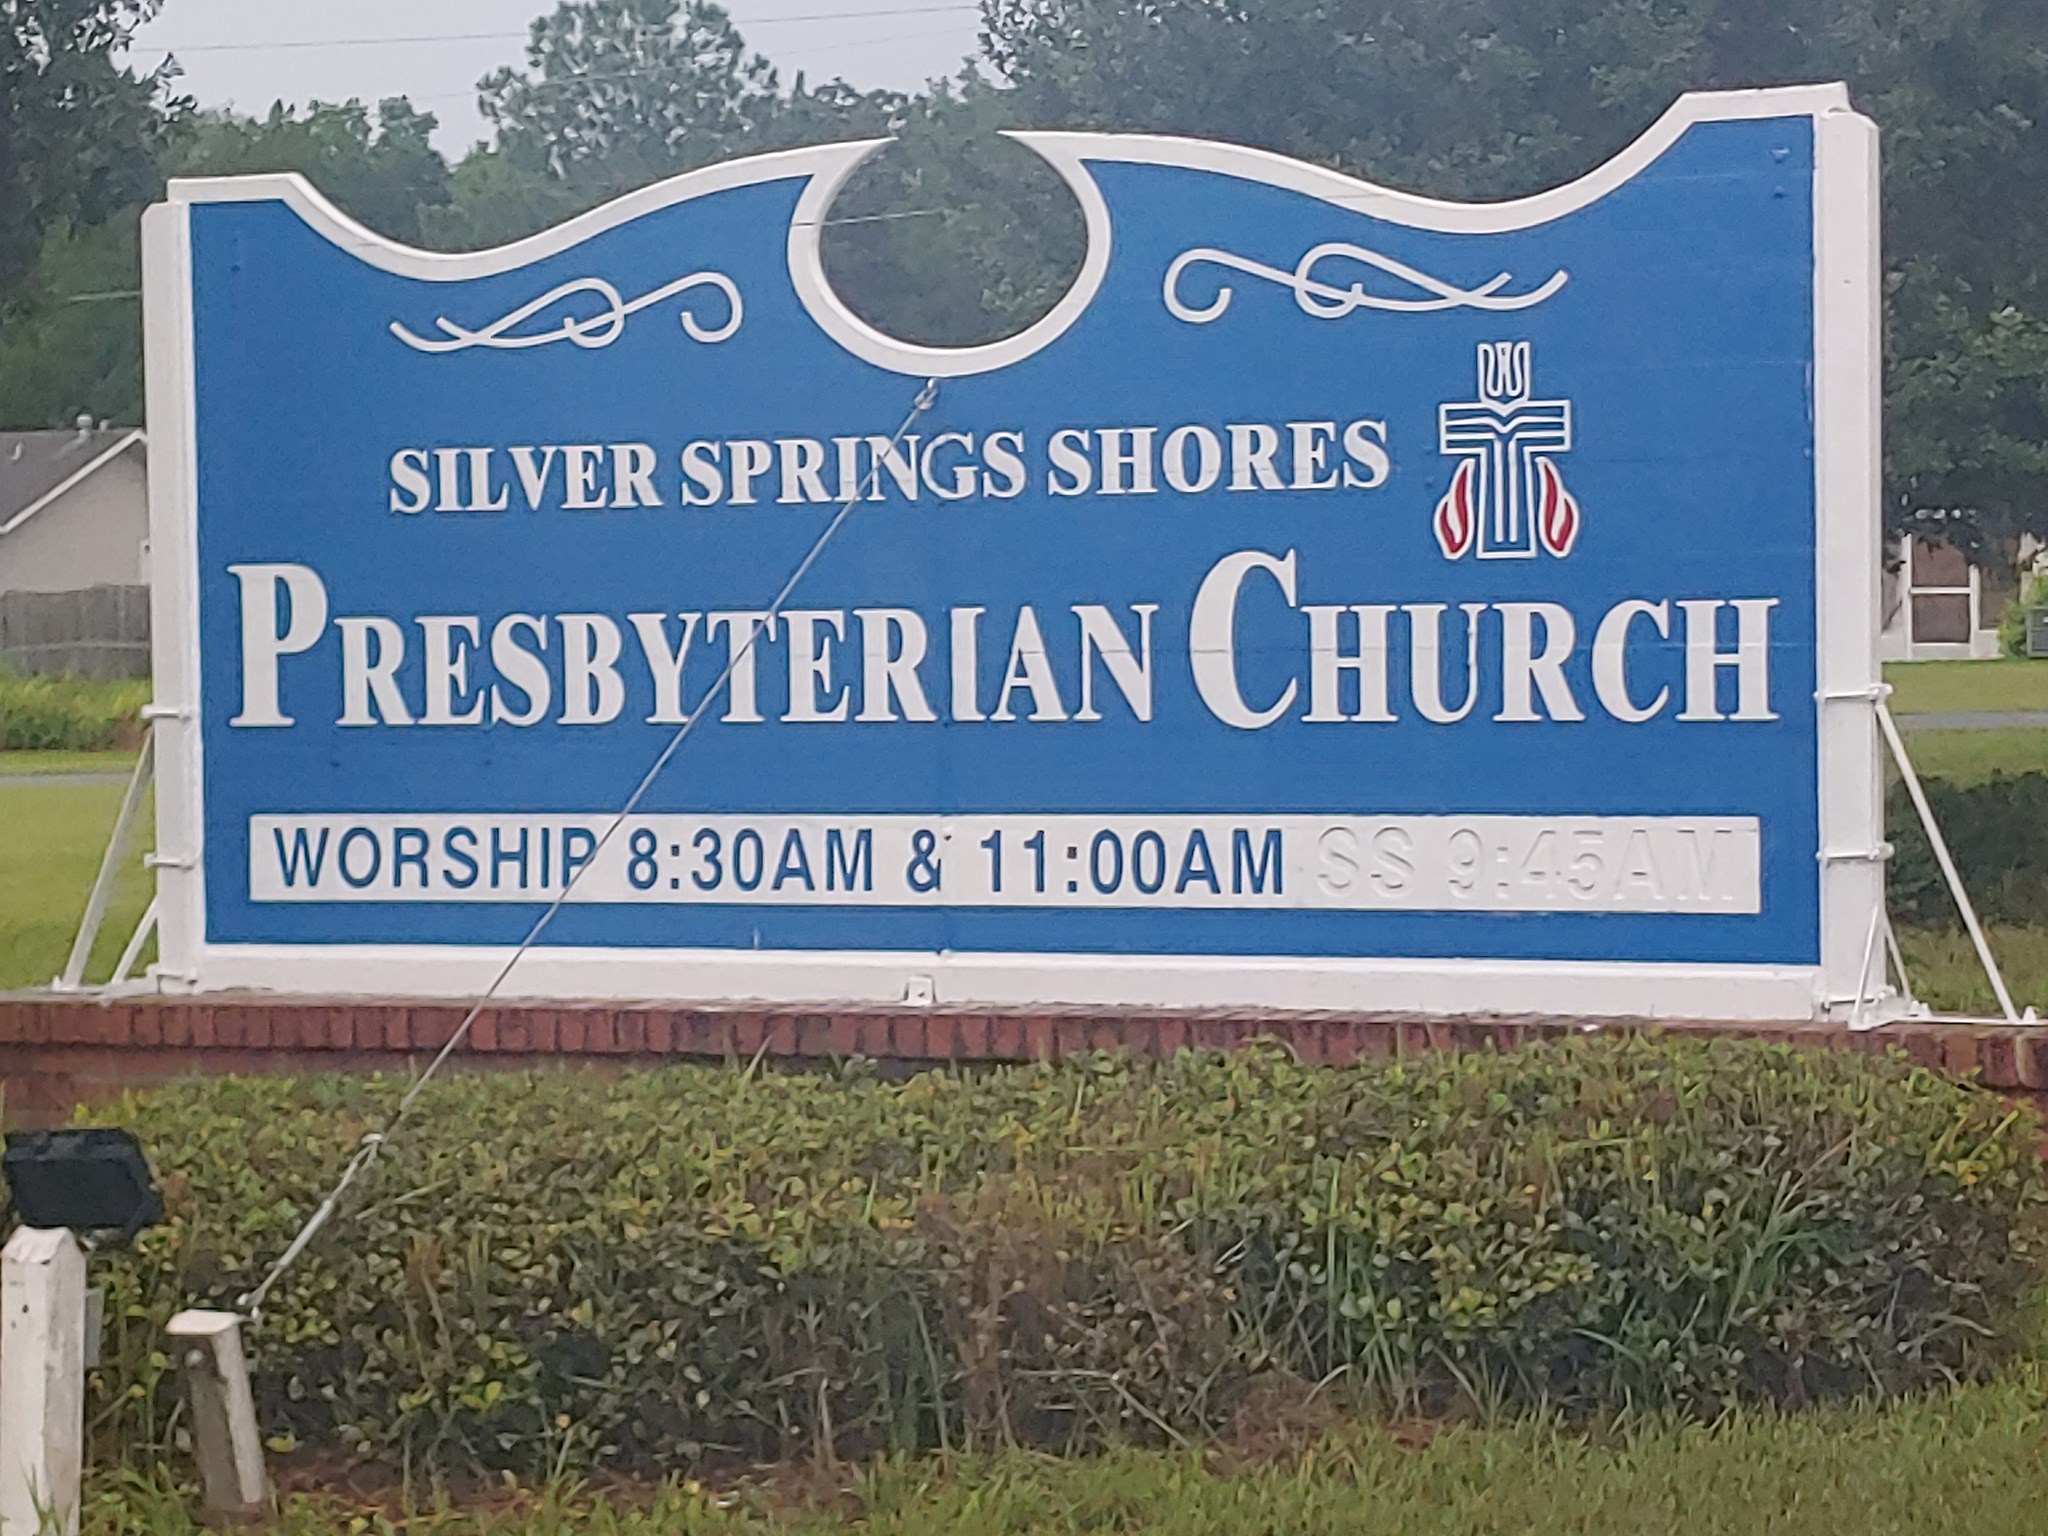 SILVER SPRINGS SHORES
PRESBYTERIAN CHURCH
WORSHIP 8:30AM & 11:00AM SS 9:45AM